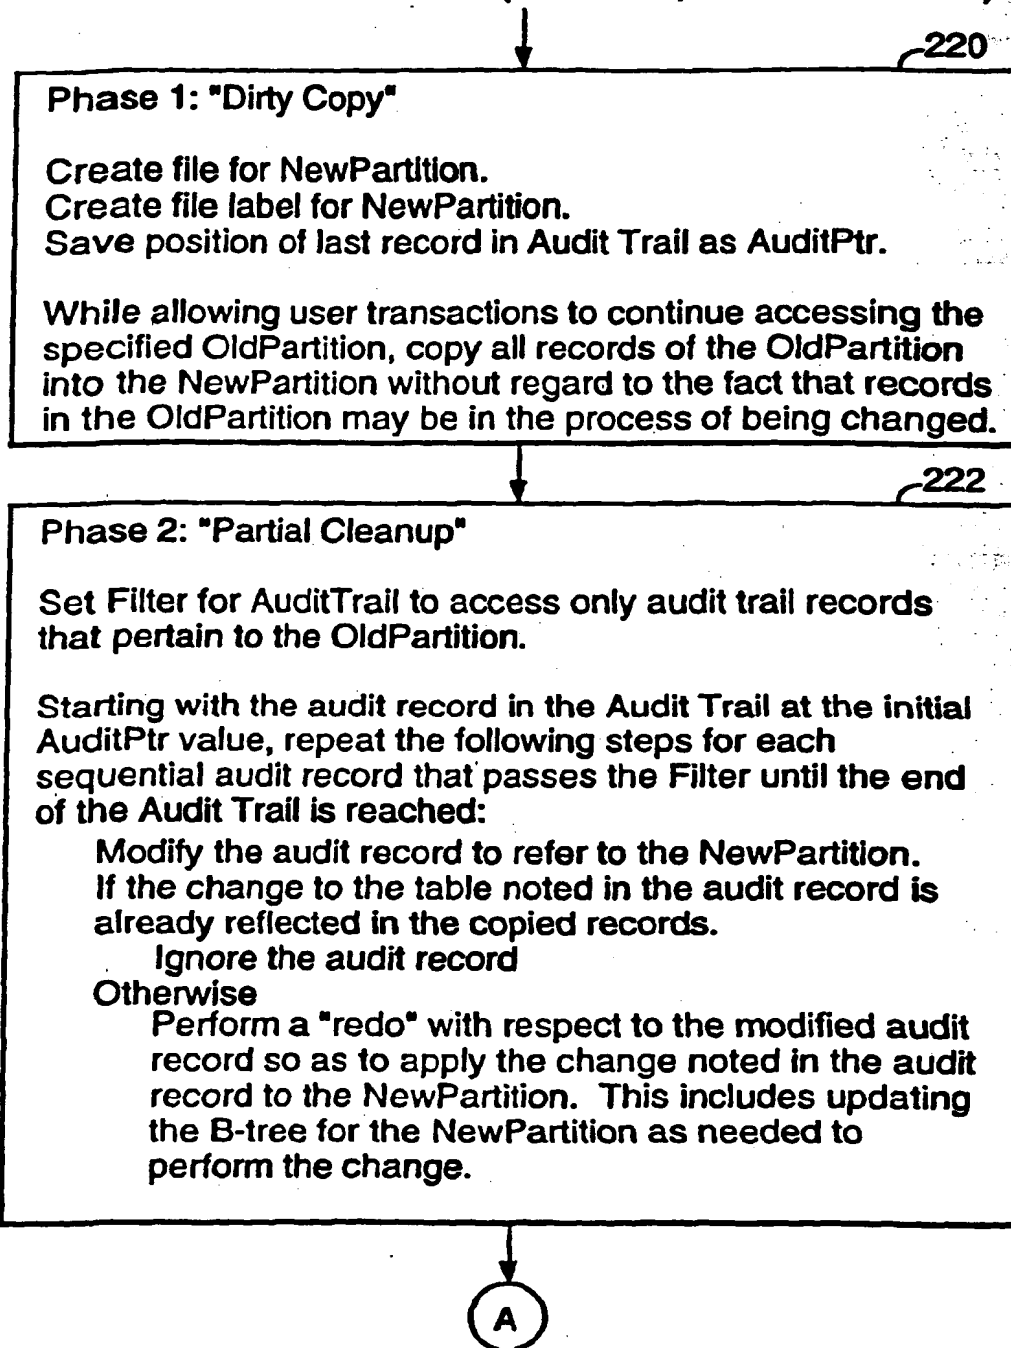 220
Phase 1: "Dirty Copy"
Create file for NewPartition.
Create file label for NewPartition.
Save position of last record in Audit Trail as AuditPtr.
While allowing user transactions to continue accessing the
specified OldPartition, copy all records of the OldPartition
into the NewPartition without regard to the fact that records
in the OldPartition may be in the process of being changed.
222
Phase 2: "Partial Cleanup"
Set Filter for AuditTrail to access only audit trail records
that pertain to the OldPartition.
Starting with the audit record in the Audit Trail at the initial
AuditPtr value, repeat the following steps for each
sequential audit record that passes the Filter until the end
of the Audit Trail is reached:
Modify the audit record to refer to the NewPartition.
If the change to the table noted in the audit record is
already reflected in the copied records.
Ignore the audit record
Otherwise
Perform a "redo" with respect to the modified audit
record so as to apply the change noted in the audit
record to the NewPartition. This includes updating
the B-tree for the NewPartition as needed to
perform the change.
A